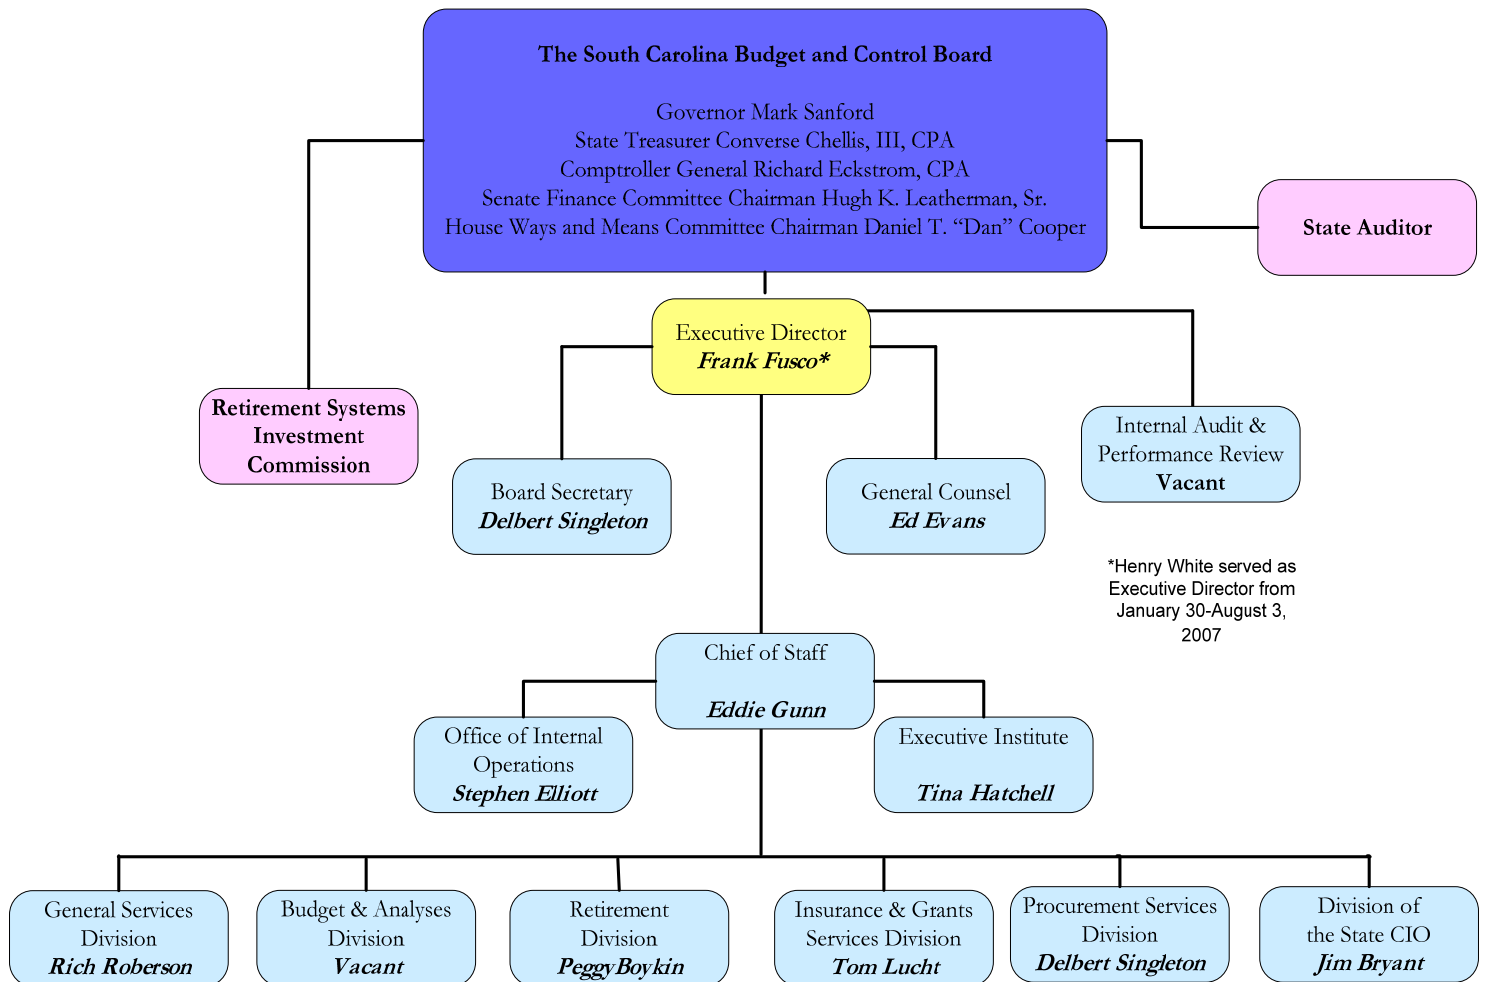 The South Carolina Budget and Control Board
Governor Mark Sanford
State Treasurer Converse Chellis, III, CPA
Comptroller General Richard Eckstrom, CPA
Senate Finance Committee Chairman Hugh K. Leatherman, Sr.
House Ways and Means Committee Chairman Daniel T. “Dan” Cooper
State Auditor
Executive Director
Frank Fusco*
Retirement Systems
Investment
Commission
Internal Audit &
Performance Review
Vacant
Board Secretary
Delbert Singleton
General Counsel
Ed Evans
*Henry White served as
Executive Director from
January 30-August 3,
2007
Chief of Staff
Eddie Gunn
Office of Internal
Operations
Stephen Elliott
Executive Institute
Tina Hatchell
General Services
Division
Rich Roberson
Budget & Analyses
Division
Vacant
Retirement
Division
PeggyBoykin
Insurance & Grants
Services Division
Tom Lucht
Procurement Services
Division
Delbert Singleton
Division of
the State CIO
Jim Bryant